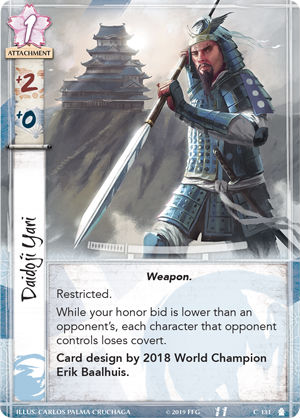 1
ATTACHMENT
+2
+0
Daidoji Yari
Weapon.
Restricted.
While your honor bid is lower than an
opponent's, each character that opponent
controls loses covert.
Card design by 2018 World Champion
Erik Baalhuis.
ILLUS. CARLOS PALMA CRUCHAGA
© 2019 FFG
11
C 131